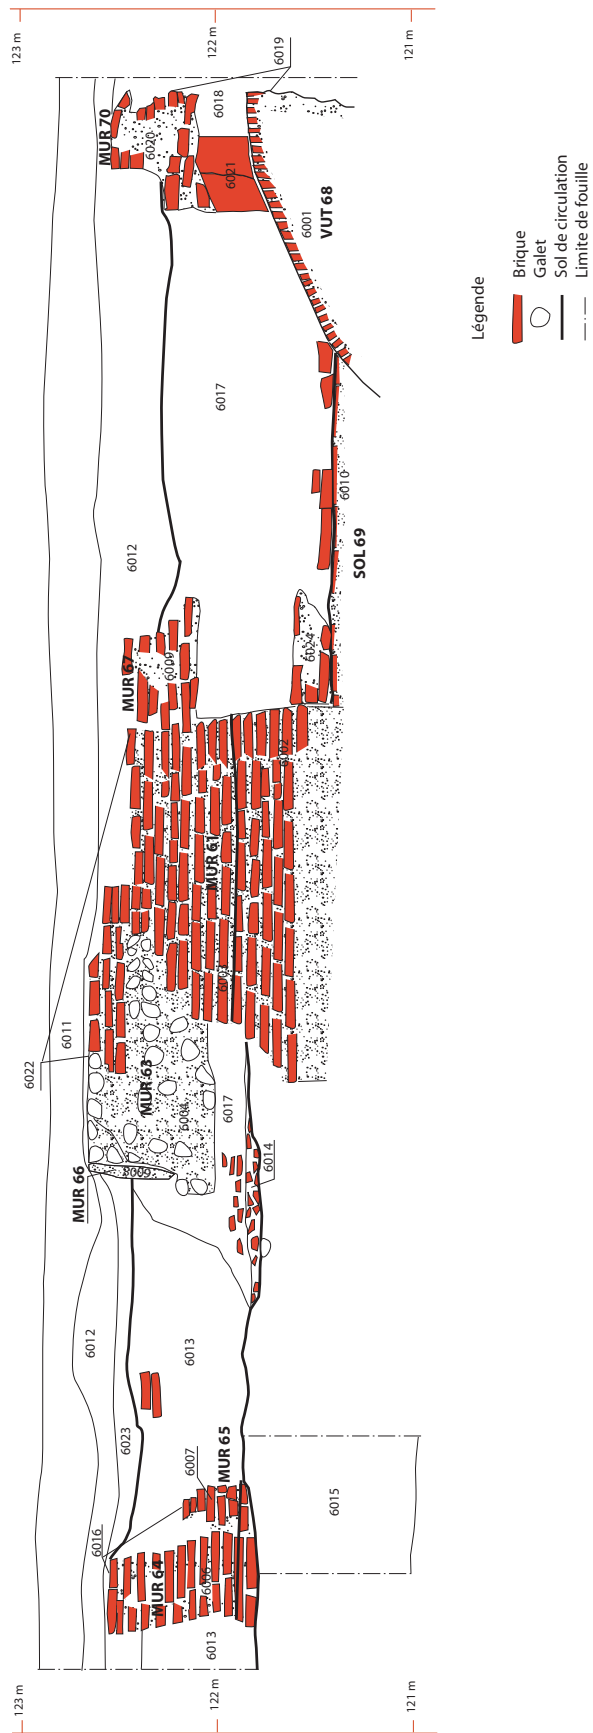 123 m
122 m
121 m
6019
6018
MUR 70
6020
6021
6001
VUT 68
Légende
Brique
Galet
Sol de circulation
Limite de fouille
6017
6010
6012
SOL 69
MUR 67
6009
6024
6002
MUR 61
6003
6011
6022
MUR 63
6004
6017
6014
6008
MUR 66
6012
6013
6023
6007
MUR 65
6015
6016
MUR 64
6006
6013
123 m
122 m
121 m